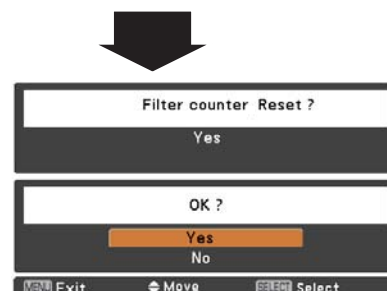 Filter counter Reset ?
Yes
OK ?
Yes
No
MENU Exit Move SELECT Select